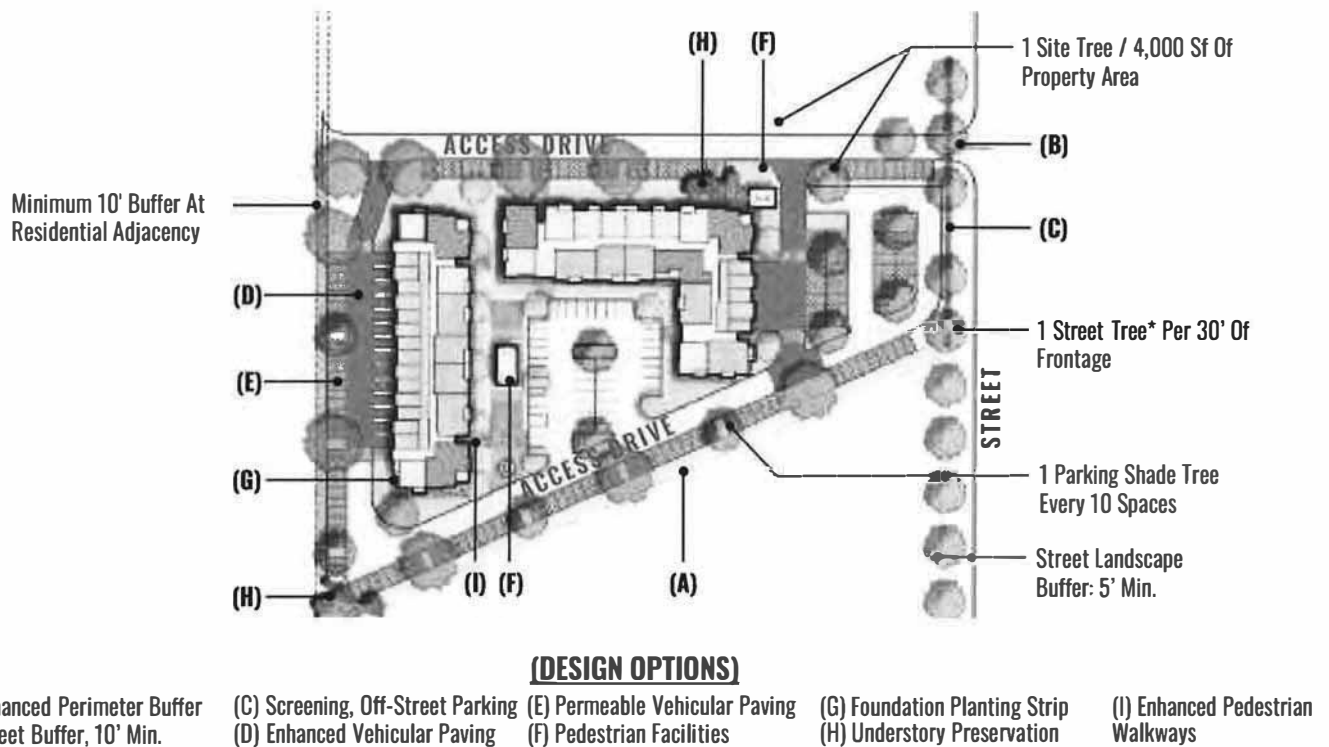 (H)
(F)
1 Site Tree / 4,000 Sf Of
Property Area
ACCESS DRIVE
(B)
Minimum 10' Buffer At
Residential Adjacency
(C)
(D)
1 Street Tree* Per 30' Of
Frontage
(E)
STREET
ACCESS DRIVE
1 Parking Shade Tree
Every 10 Spaces
(G)
Street Landscape
Buffer: 5' Min.
(H)
(I)
(F)
(A)
(DESIGN OPTIONS)
anced Perimeter Buffer
eet Buffer, 10' Min.
(C) Screening, Off-Street Parking
(D) Enhanced Vehicular Paving
(E) Permeable Vehicular Paving
(F) Pedestrian Facilities
(G) Foundation Planting Strip
(H) Understory Preservation
(I) Enhanced Pedestrian
Walkways